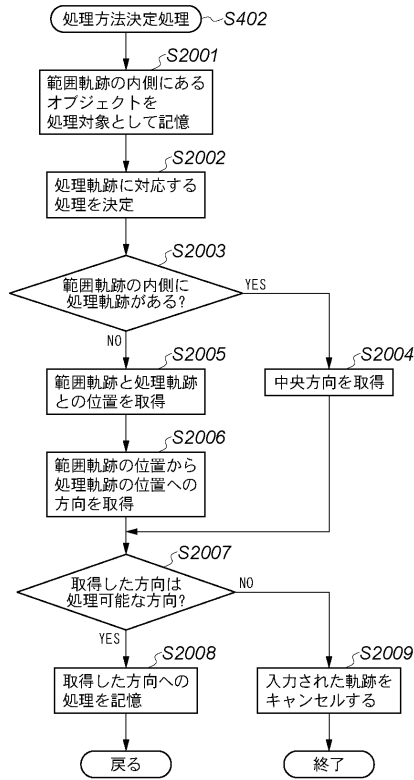 処理方法決定処理
S402
S2001
範囲軌跡の内側にある
オブジェクトを
処理対象として記憶
S2002
処理軌跡に対応する
処理を決定
S2003
範囲軌跡の内側に
処理軌跡がある?
YES
NO
S2005
範囲軌跡と処理軌跡
との位置を取得
S2004
中央方向を取得
S2006
範囲軌跡の位置から
処理軌跡の位置への
方向を取得
S2007
取得した方向は
処理可能な方向?
NO
YES
S2008
取得した方向への
処理を記憶
S2009
入力された軌跡を
キャンセルする
戻る
終了